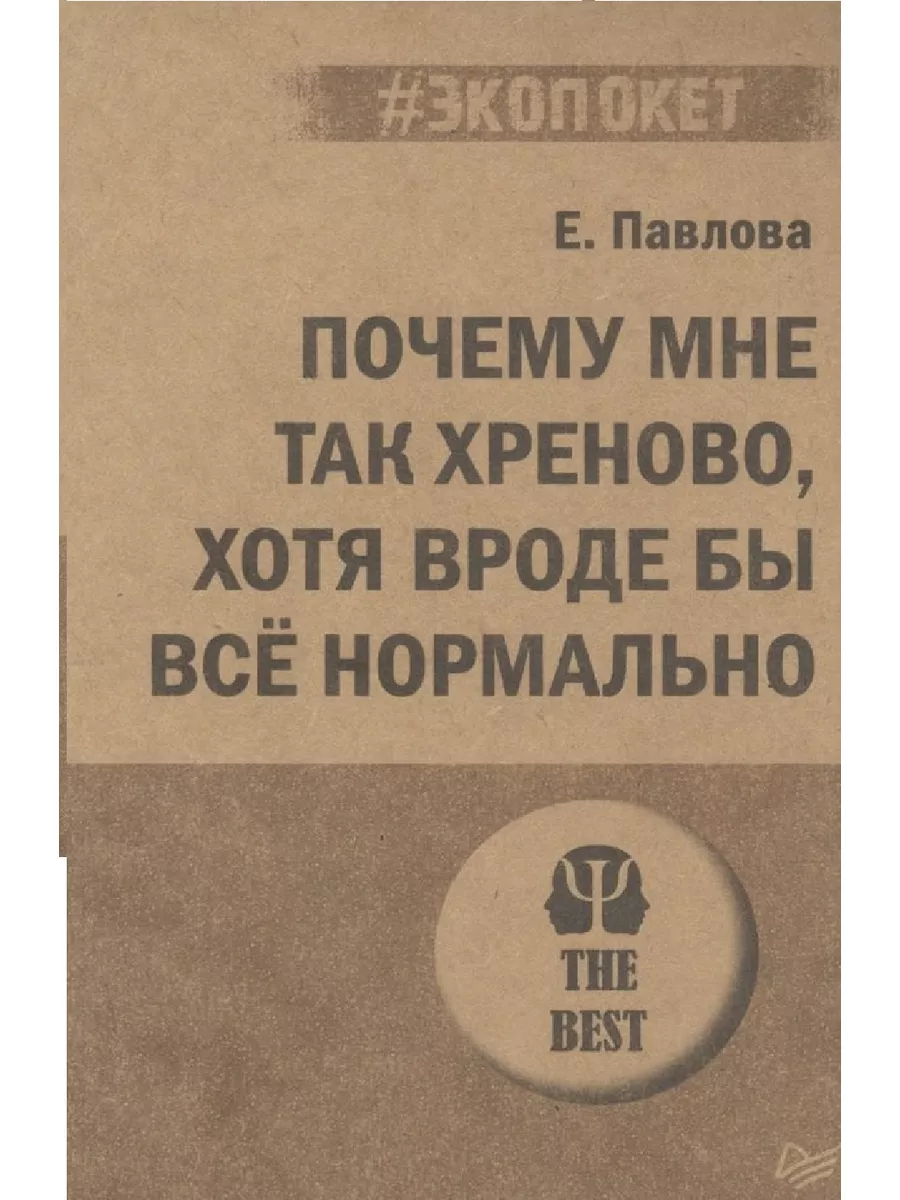 #ЭКОПОКЕТ
Е. Павлова
ПОЧЕМУ МНЕ
ТАК ХРЕНОВО,
ХОТЯ ВРОДЕ БЫ
ВСЁ НОРМАЛЬНО
Ψ
THE
BEST